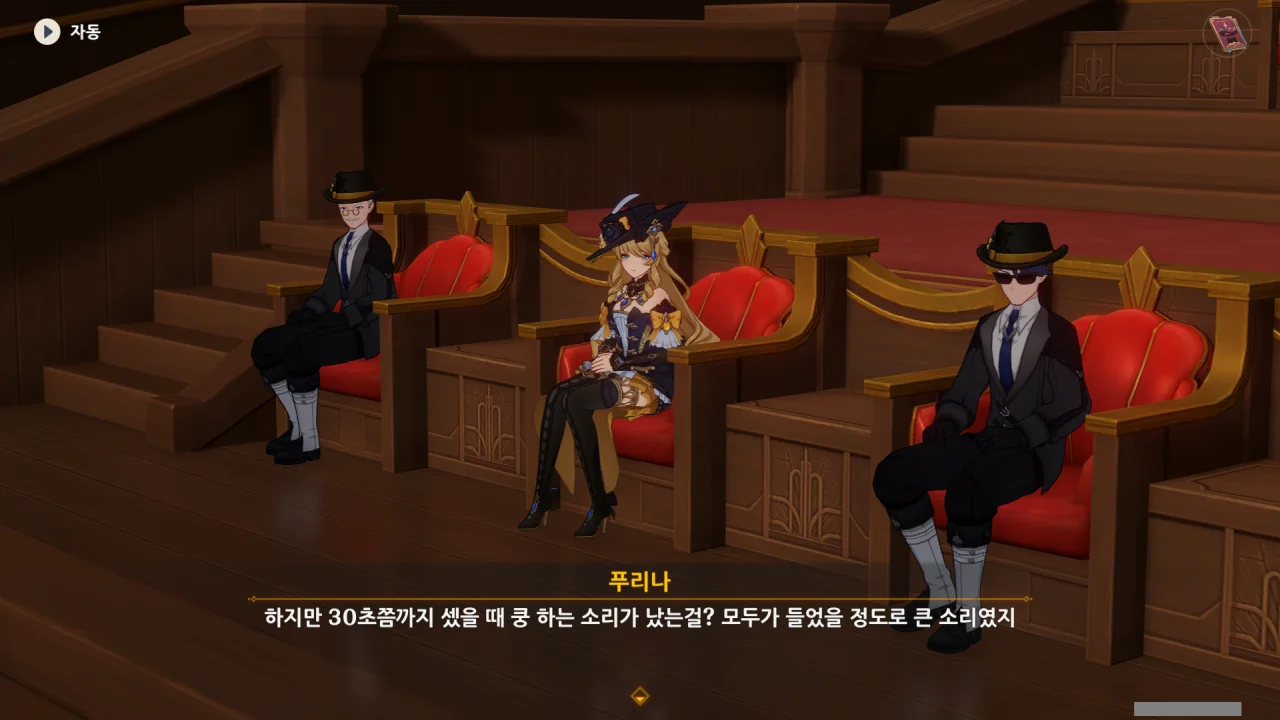 자동
푸리나
하지만 30초쯤까지 셌을 때 쿵 하는 소리가 났는걸? 모두가 들었을 정도로 큰 소리였지